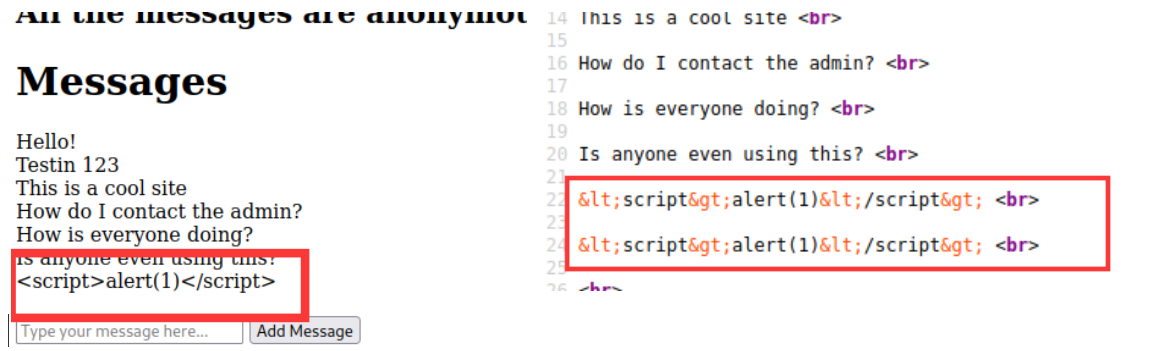 All the messages are anonymou
Messages
Hello!
Testin 123
This is a cool site
How do I contact the admin?
How is everyone doing?
Is anyone even using this?
<script>alert(1)</script>
Type your message here...
Add Message
14 This is a cool site <br>
15
16 How do I contact the admin? <br>
17
18 How is everyone doing? <br>
19
20 Is anyone even using this? <br>
21
22 &lt;script&gt;alert(1)&lt;/script&gt; <br>
23
24 &lt;script&gt;alert(1)&lt;/script&gt; <br>
25
26 <br>